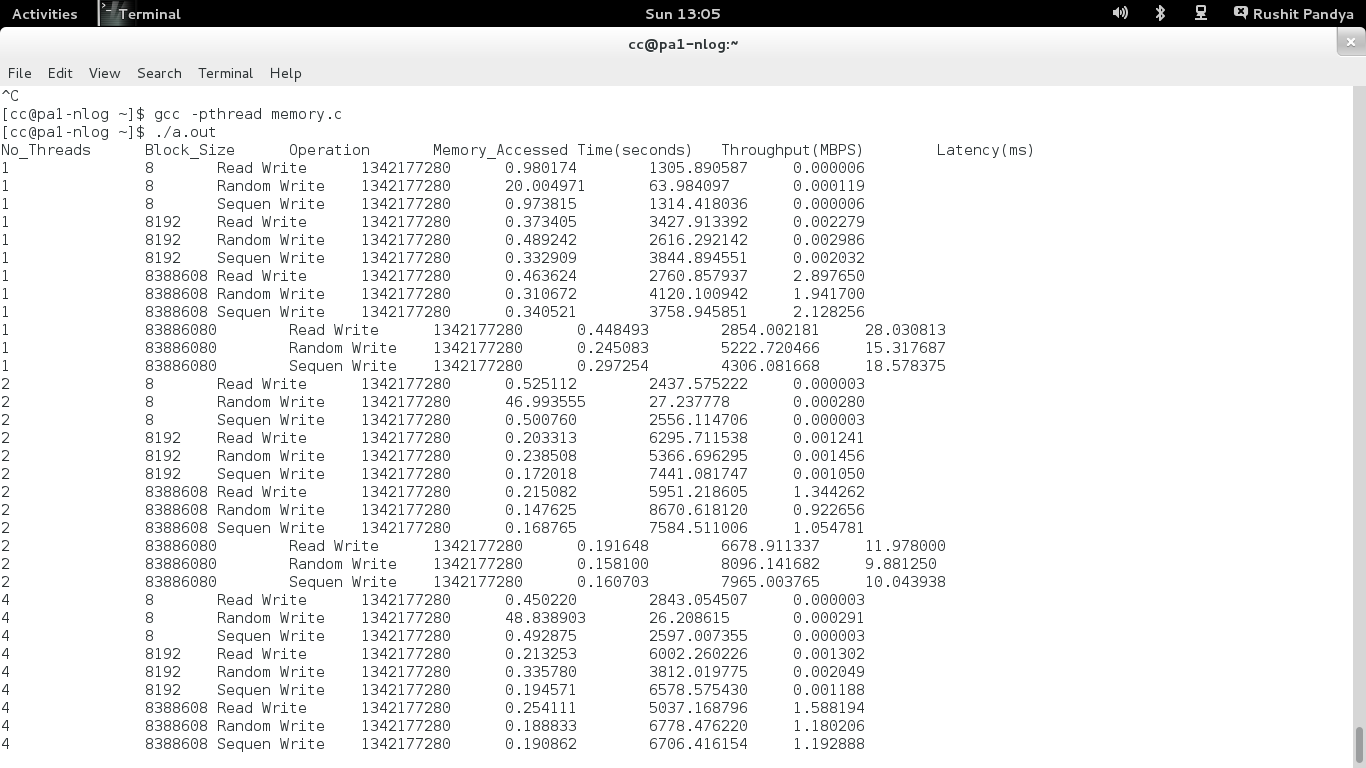 Activities Terminal Sun 13:05 Rushit Pandya
cc@pa1-nlog:~
File Edit View Search Terminal Help
^C
[cc@pa1-nlog ~]$ gcc -pthread memory.c
[cc@pa1-nlog ~]$ ./a.out
No_Threads Block_Size Operation Memory_Accessed Time(seconds) Throughput(MBPS) Latency(ms)
1 8 Read Write 1342177280 0.980174 1305.890587 0.000006
1 8 Random Write 1342177280 20.004971 63.984097 0.000119
1 8 Sequen Write 1342177280 0.973815 1314.418036 0.000006
1 8192 Read Write 1342177280 0.373405 3427.913392 0.002279
1 8192 Random Write 1342177280 0.489242 2616.292142 0.002986
1 8192 Sequen Write 1342177280 0.332909 3844.894551 0.002032
1 8388608 Read Write 1342177280 0.463624 2760.857937 2.897650
1 8388608 Random Write 1342177280 0.310672 4120.100942 1.941700
1 8388608 Sequen Write 1342177280 0.340521 3758.945851 2.128256
1 83886080 Read Write 1342177280 0.448493 2854.002181 28.030813
1 83886080 Random Write 1342177280 0.245083 5222.720466 15.317687
1 83886080 Sequen Write 1342177280 0.297254 4306.081668 18.578375
2 8 Read Write 1342177280 0.525112 2437.575222 0.000003
2 8 Random Write 1342177280 46.993555 27.237778 0.000280
2 8 Sequen Write 1342177280 0.500760 2556.114706 0.000003
2 8192 Read Write 1342177280 0.203313 6295.711538 0.001241
2 8192 Random Write 1342177280 0.238508 5366.696295 0.001456
2 8192 Sequen Write 1342177280 0.172018 7441.081747 0.001050
2 8388608 Read Write 1342177280 0.215082 5951.218605 1.344262
2 8388608 Random Write 1342177280 0.147625 8670.618120 0.922656
2 8388608 Sequen Write 1342177280 0.168765 7584.511006 1.054781
2 83886080 Read Write 1342177280 0.191648 6678.911337 11.978000
2 83886080 Random Write 1342177280 0.158100 8096.141682 9.881250
2 83886080 Sequen Write 1342177280 0.160703 7965.003765 10.043938
4 8 Read Write 1342177280 0.450220 2843.054507 0.000003
4 8 Random Write 1342177280 48.838903 26.208615 0.000291
4 8 Sequen Write 1342177280 0.492875 2597.007355 0.000003
4 8192 Read Write 1342177280 0.213253 6002.260226 0.001302
4 8192 Random Write 1342177280 0.335780 3812.019775 0.002049
4 8192 Sequen Write 1342177280 0.194571 6578.575430 0.001188
4 8388608 Read Write 1342177280 0.254111 5037.168796 1.588194
4 8388608 Random Write 1342177280 0.188833 6778.476220 1.180206
4 8388608 Sequen Write 1342177280 0.190862 6706.416154 1.192888